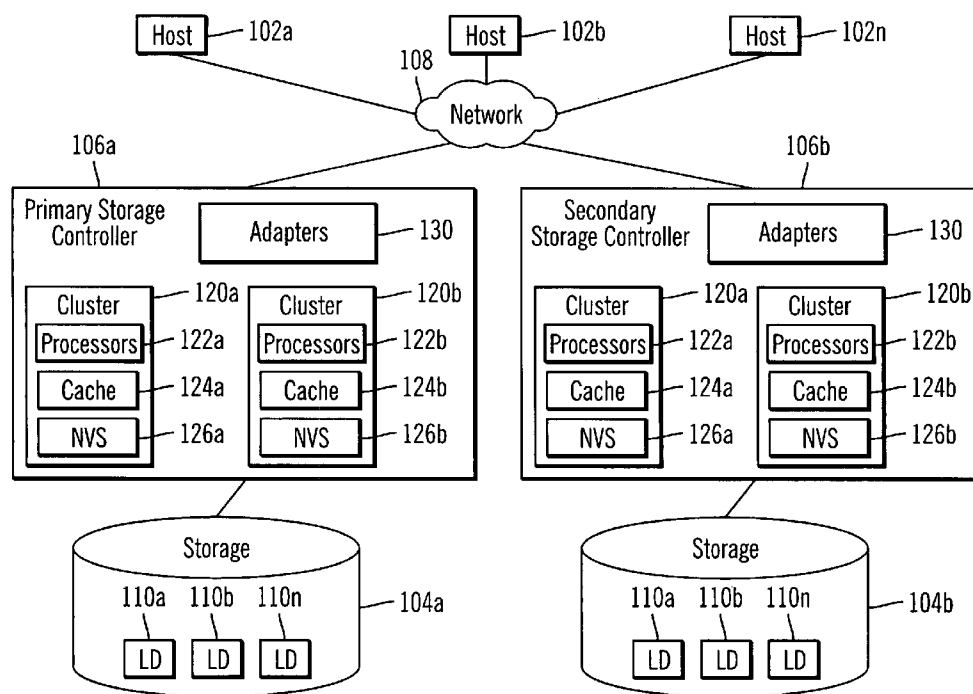 Host 102a
Host 102b
Host 102n
108
Network
106a
106b
Primary Storage
Controller
Adapters 130
Secondary
Storage Controller
Adapters 130
Cluster 120a
Processors 122a
Cache 124a
NVS 126a
Cluster 120b
Processors 122b
Cache 124b
NVS 126b
Cluster 120a
Processors 122a
Cache 124a
NVS 126a
Cluster 120b
Processors 122b
Cache 124b
NVS 126b
Storage
110a 110b 110n
104a
LD LD LD
Storage
110a 110b 110n
104b
LD LD LD